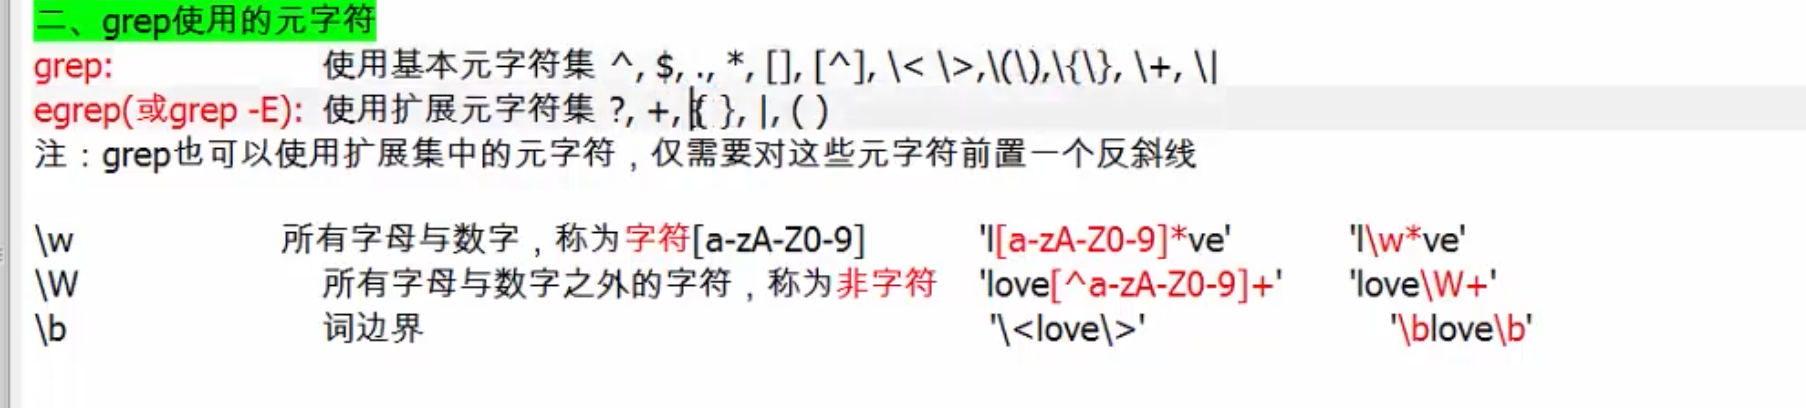 二、grep使用的元字符
grep: 使用基本元字符集 ^, $, ., *, [], [^], \< \>,\(\),\{\}, \+, \|
egrep(或grep -E): 使用扩展元字符集 ?, +, { }, |, ( )
注：grep也可以使用扩展集中的元字符，仅需要对这些元字符前置一个反斜线
\w 所有字母与数字，称为字符[a-zA-Z0-9] 'l[a-zA-Z0-9]*ve' 'l\w*ve'
\W 所有字母与数字之外的字符，称为非字符 'love[^a-zA-Z0-9]+' 'love\W+'
\b 词边界 '\<love\>' '\blove\b'